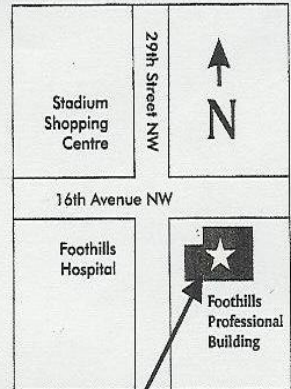 29th Street NW
N
Stadium
Shopping
Centre
16th Avenue NW
Foothills
Hospital
Foothills
Professional
Building